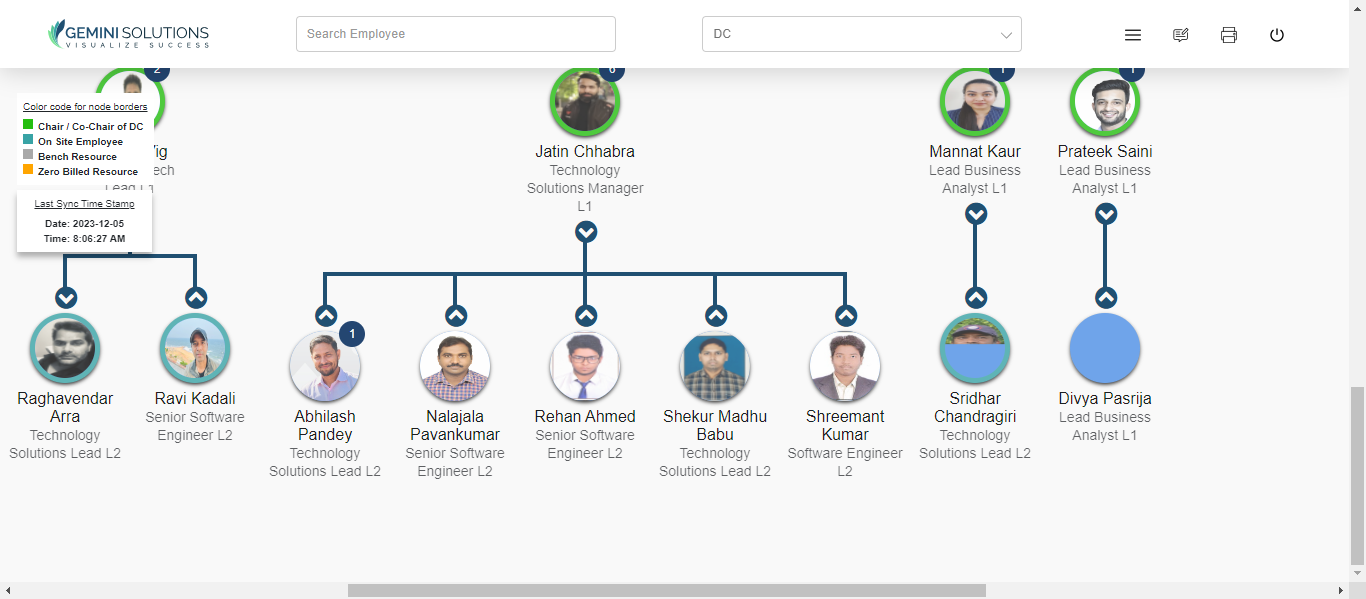 GEMINI SOLUTIONS
VISUALIZE SUCCESS
Search Employee
DC
2
6
1
1
Color code for node borders
Chair / Co-Chair of DC
On Site Employee
Bench Resource
Zero Billed Resource
Last Sync Time Stamp
Date: 2023-12-05
Time: 8:06:27 AM
Jatin Chhabra
Technology
Solutions Manager
L1
Mannat Kaur
Lead Business
Analyst L1
Prateek Saini
Lead Business
Analyst L1
Raghavendar
Arra
Technology
Solutions Lead L2
Ravi Kadali
Senior Software
Engineer L2
1
Abhilash
Pandey
Technology
Solutions Lead L2
Nalajala
Pavankumar
Senior Software
Engineer L2
Rehan Ahmed
Senior Software
Engineer L2
Shekur Madhu
Babu
Technology
Solutions Lead L2
Shreemant
Kumar
Software Engineer
L2
Sridhar
Chandragiri
Technology
Solutions Lead L2
Divya Pasrija
Lead Business
Analyst L1